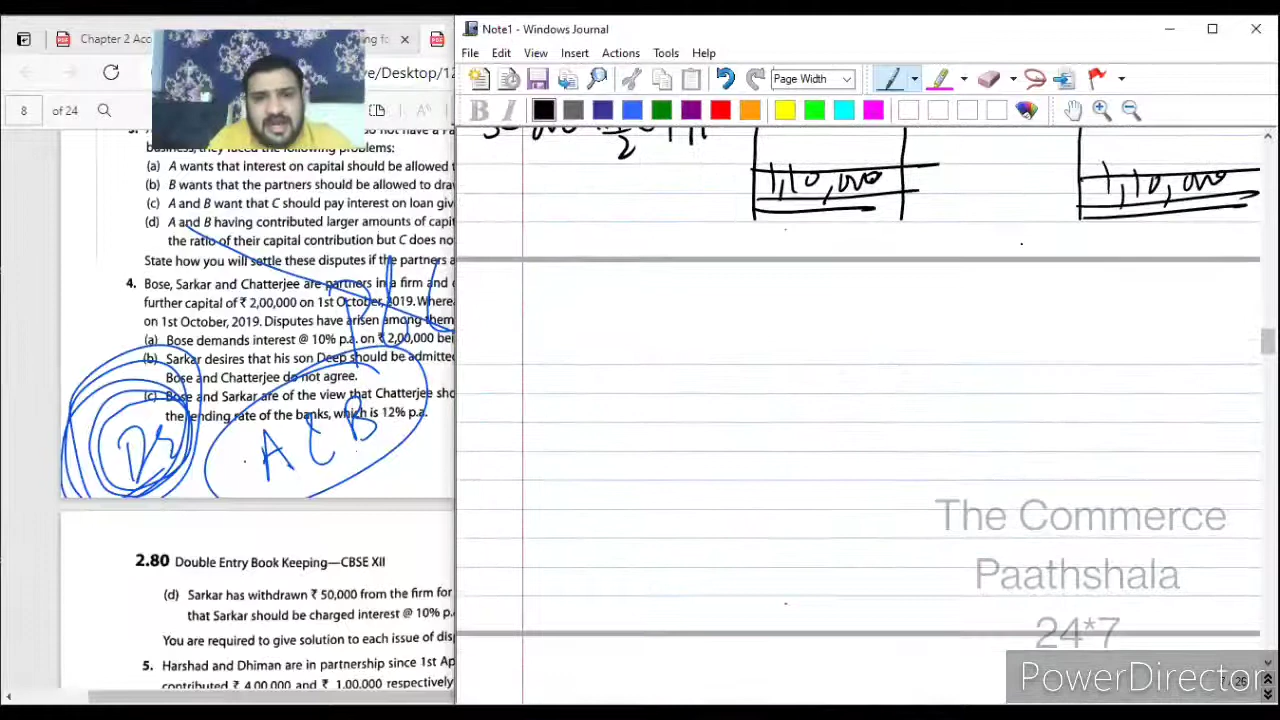 Chapter 2 Acc
ng for
ve/Desktop/12
Note1 - Windows Journal
File Edit View Insert Actions Tools Help
Page Width
8 of 24
business, they faced the following problems:
(a) A wants that interest on capital should be allowed t
(b) B wants that the partners should be allowed to dra
(c) A and B want that C should pay interest on loan giv
(d) A and B having contributed larger amounts of capit
the ratio of their capital contribution but C does no
State how you will settle these disputes if the partners a
4. Bose, Sarkar and Chatterjee are partners in a firm and
further capital of ₹ 2,00,000 on 1st October, 2019. Wherea
on 1st October, 2019. Disputes have arisen among them
(a) Bose demands interest @ 10% p.a. on ₹ 2,00,000 bei
(b) Sarkar desires that his son Deep should be admitted
Bose and Chatterjee do not agree.
(c) Bose and Sarkar are of the view that Chatterjee sho
the lending rate of the banks, which is 12% p.a.
A & B
2.80 Double Entry Book Keeping—CBSE XII
(d) Sarkar has withdrawn ₹ 50,000 from the firm for
that Sarkar should be charged interest @ 10% p.a
You are required to give solution to each issue of disp
5. Harshad and Dhiman are in partnership since 1st Ap
contributed ₹ 4,00,000 and ₹ 1,00,000 respectively
1,10,000
1,10,000
The Commerce
Paathshala
24*7
PowerDirector